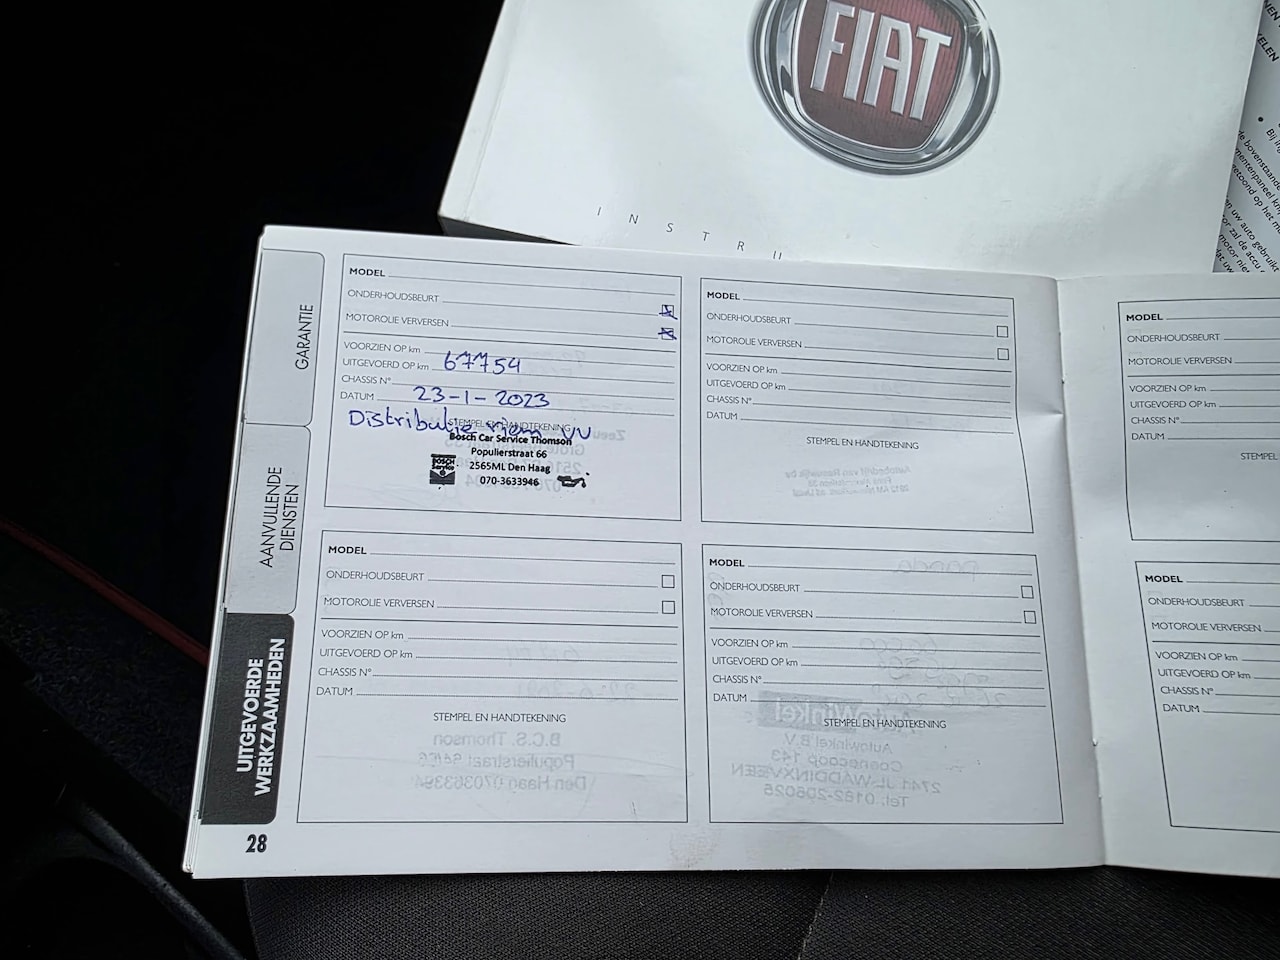 FIAT
INSTRU
GARANTIE
AANVULLENDE
DIENSTEN
UITGEVOERDE
WERKZAAMHEDEN
28
MODEL
ONDERHOUDSBEURT
MOTOROLIE VERVERSEN
VOORZIEN OP km
UITGEVOERD OP km 67754
CHASSIS N°
DATUM 23-1-2023
Distributie riem VV
STEMPEL EN HANDTEKENING
Bosch Car Service Thomson
Populierstraat 66
BOSCH Service 2565ML Den Haag
070-3633946
MODEL
ONDERHOUDSBEURT
MOTOROLIE VERVERSEN
VOORZIEN OP km
UITGEVOERD OP km
CHASSIS N°
DATUM
STEMPEL EN HANDTEKENING
MODEL
ONDERHOUDSBEURT
MOTOROLIE VERVERSEN
VOORZIEN OP km
UITGEVOERD OP km
CHASSIS N°
DATUM
STEMPEL
MODEL
ONDERHOUDSBEURT
MOTOROLIE VERVERSEN
VOORZIEN OP km
UITGEVOERD OP km
CHASSIS N°
DATUM
STEMPEL EN HANDTEKENING
MODEL
ONDERHOUDSBEURT
MOTOROLIE VERVERSEN
VOORZIEN OP km
UITGEVOERD OP km
CHASSIS N°
DATUM
STEMPEL EN HANDTEKENING
MODEL
ONDERHOUDSBEURT
MOTOROLIE VERVERSEN
VOORZIEN OP km
UITGEVOERD OP km
CHASSIS N°
DATUM